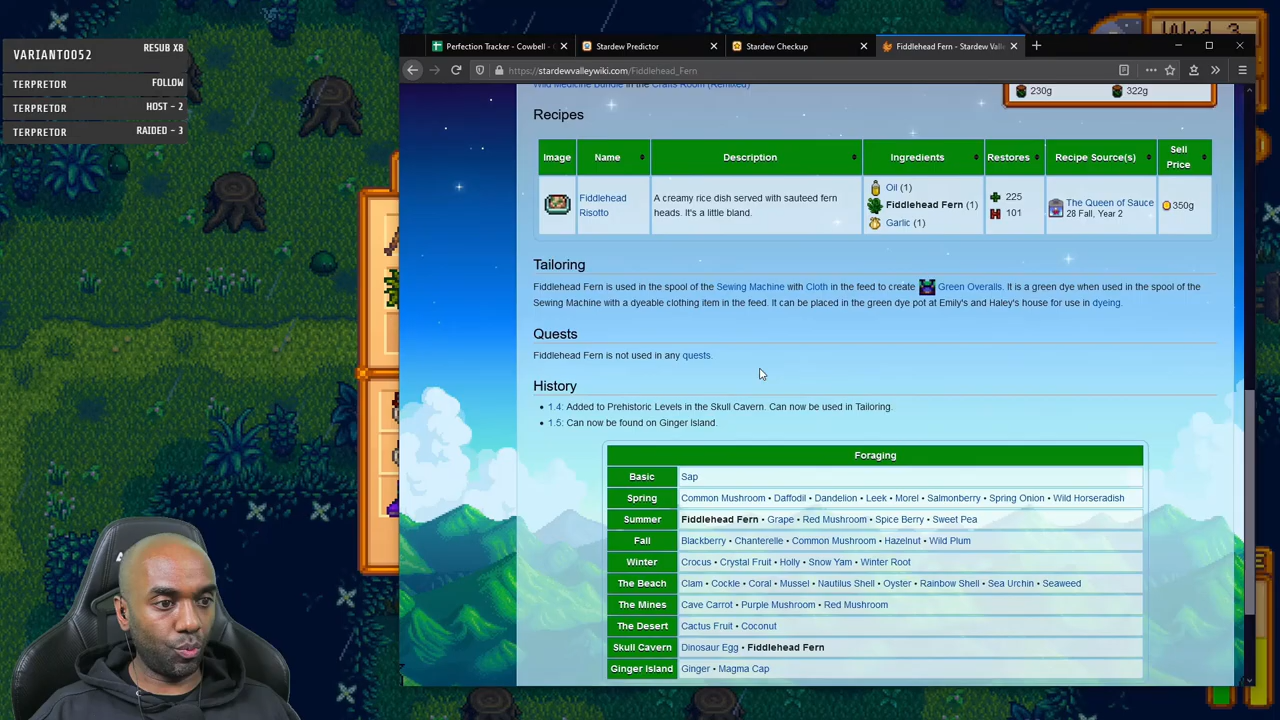 VARIANT0052 RESUB X8
TERPRETOR FOLLOW
TERPRETOR HOST - 2
TERPRETOR RAIDED - 3
Wed. 3
Perfection Tracker - Cowbell -
Stardew Predictor
Stardew Checkup
Fiddlehead Fern - Stardew Vall
https://stardewvalleywiki.com/Fiddlehead_Fern
Wild Medicine Bundle in the Crafts Room (Remixed)
230g 322g
Recipes
Image Name Description Ingredients Restores Recipe Source(s) Sell Price
Fiddlehead Risotto
A creamy rice dish served with sauteed fern
heads. It's a little bland.
Oil (1)
Fiddlehead Fern (1)
Garlic (1)
225
101
The Queen of Sauce
28 Fall, Year 2
350g
Tailoring
Fiddlehead Fern is used in the spool of the Sewing Machine with Cloth in the feed to create Green Overalls. It is a green dye when used in the spool of the
Sewing Machine with a dyeable clothing item in the feed. It can be placed in the green dye pot at Emily's and Haley's house for use in dyeing.
Quests
Fiddlehead Fern is not used in any quests.
History
• 1.4: Added to Prehistoric Levels in the Skull Cavern. Can now be used in Tailoring.
• 1.5: Can now be found on Ginger Island.
Foraging
Basic Sap
Spring Common Mushroom • Daffodil • Dandelion • Leek • Morel • Salmonberry • Spring Onion • Wild Horseradish
Summer Fiddlehead Fern • Grape • Red Mushroom • Spice Berry • Sweet Pea
Fall Blackberry • Chanterelle • Common Mushroom • Hazelnut • Wild Plum
Winter Crocus • Crystal Fruit • Holly • Snow Yam • Winter Root
The Beach Clam • Cockle • Coral • Mussel • Nautilus Shell • Oyster • Rainbow Shell • Sea Urchin • Seaweed
The Mines Cave Carrot • Purple Mushroom • Red Mushroom
The Desert Cactus Fruit • Coconut
Skull Cavern Dinosaur Egg • Fiddlehead Fern
Ginger Island Ginger • Magma Cap